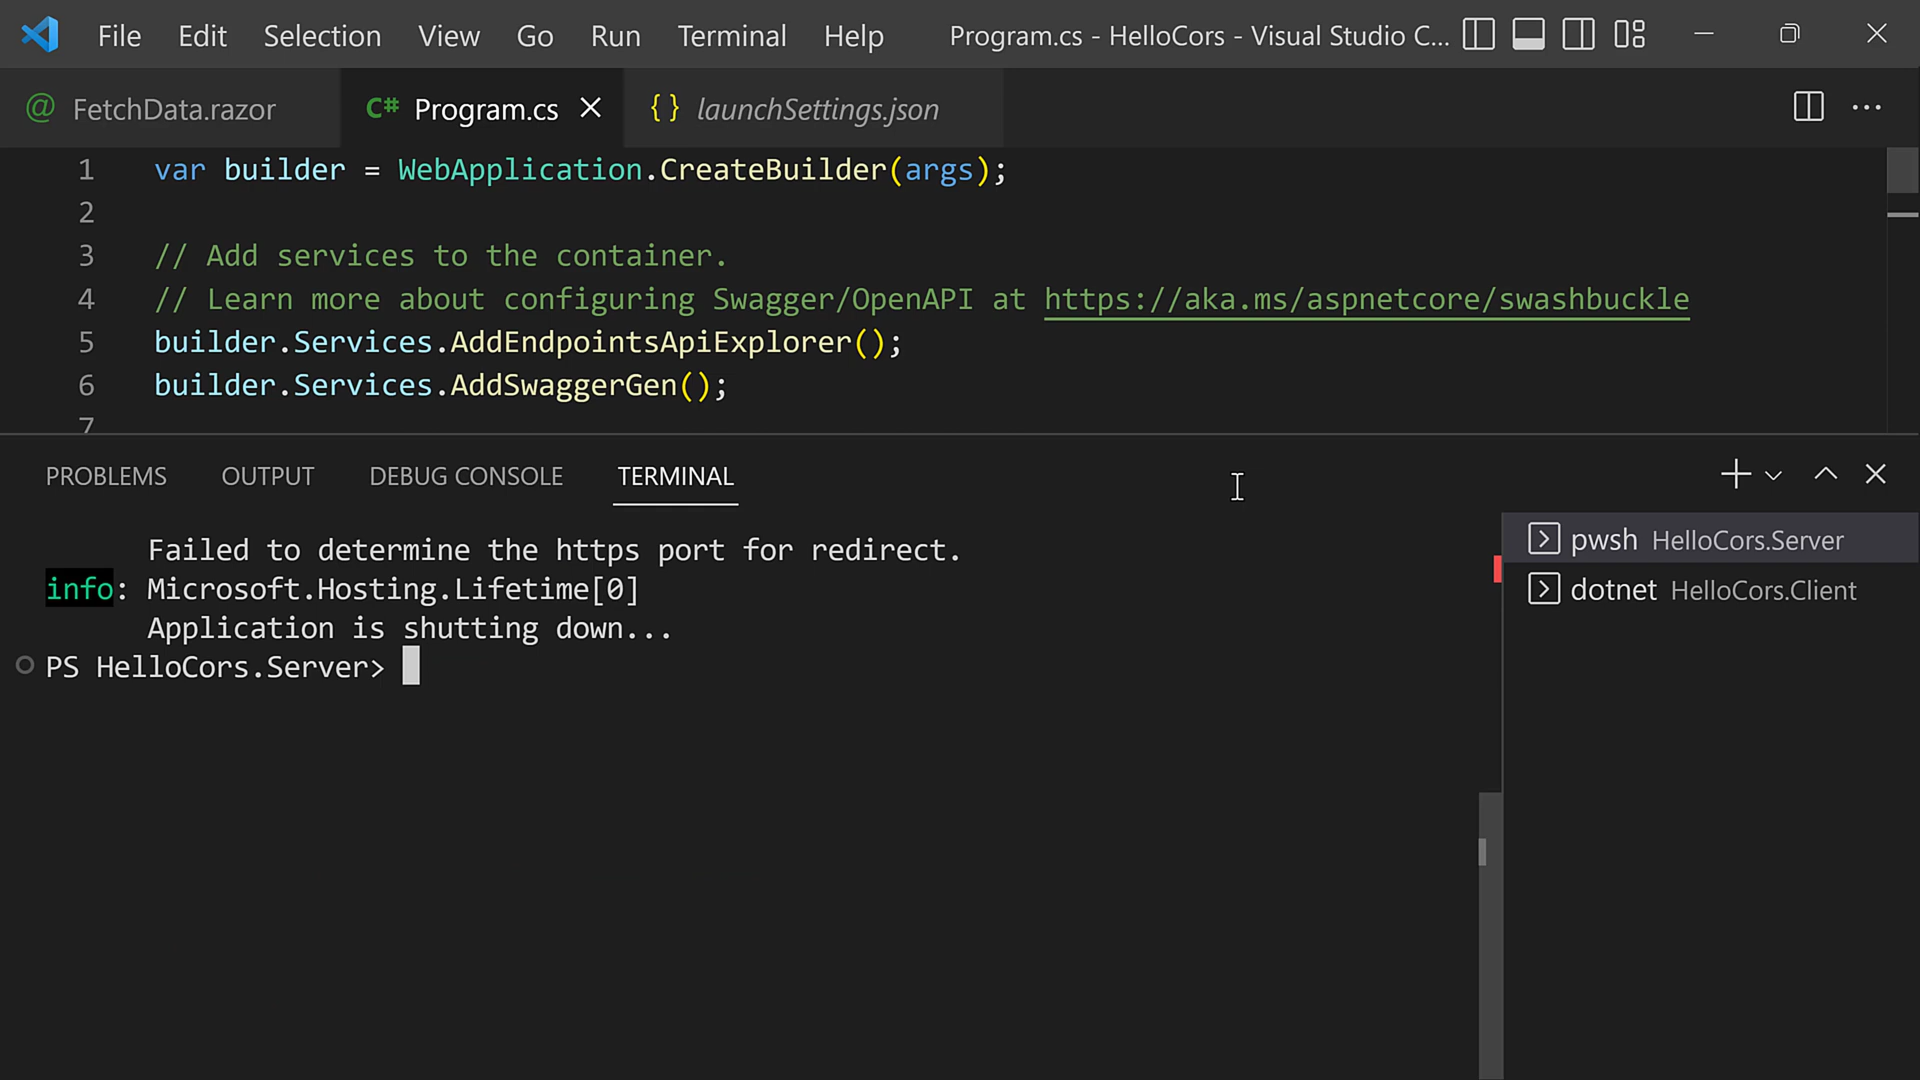 File Edit Selection View Go Run Terminal Help Program.cs - HelloCors - Visual Studio C...
@ FetchData.razor C# Program.cs {} launchSettings.json
1 var builder = WebApplication.CreateBuilder(args);
2
3 // Add services to the container.
4 // Learn more about configuring Swagger/OpenAPI at https://aka.ms/aspnetcore/swashbuckle
5 builder.Services.AddEndpointsApiExplorer();
6 builder.Services.AddSwaggerGen();
7
PROBLEMS OUTPUT DEBUG CONSOLE TERMINAL
Failed to determine the https port for redirect.
info: Microsoft.Hosting.Lifetime[0]
Application is shutting down...
PS HelloCors.Server>
pwsh HelloCors.Server
dotnet HelloCors.Client